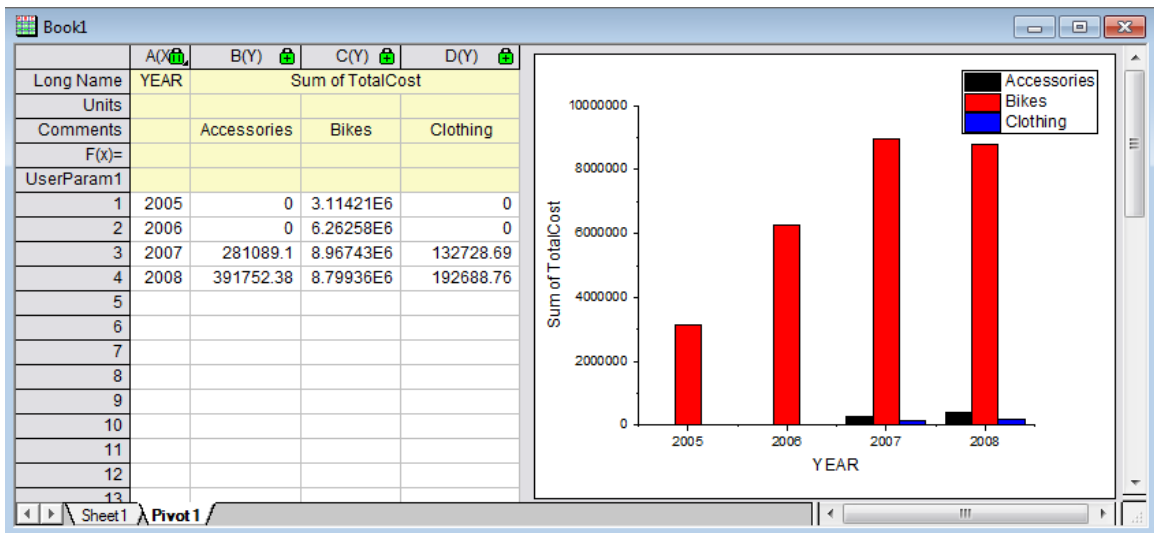 Book1
A(X) B(Y) C(Y) D(Y)
Long Name YEAR Sum of TotalCost
Units
Comments Accessories Bikes Clothing
F(x)=
UserParam1
1 2005 0 3.11421E6 0
2 2006 0 6.26258E6 0
3 2007 281089.1 8.96743E6 132728.69
4 2008 391752.38 8.79936E6 192688.76
5
6
7
8
9
10
11
12
13
Sheet1 Pivot1
Accessories
Bikes
Clothing
10000000
8000000
6000000
4000000
2000000
0
Sum of TotalCost
2005 2006 2007 2008
YEAR